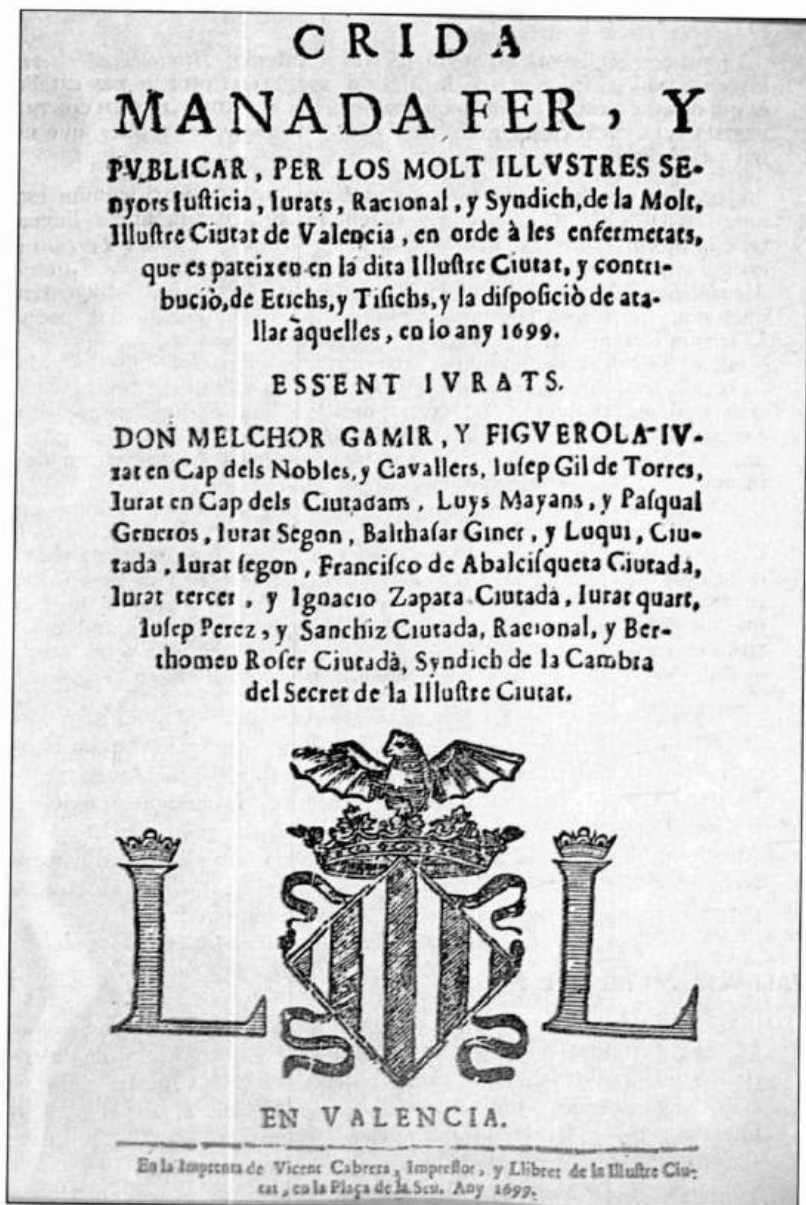 CRIDA
MANADA FER, Y
PVBLICAR, PER LOS MOLT ILLVSTRES SE-
nyors Iuſticia, Iurats, Racional, y Syndich, de la Molt,
Illuſtre Ciutat de Valencia, en orde à les enfermetats,
que es pateixen en la dita Illuſtre Ciutat, y contri-
buciò, de Etichs, y Tiſichs, y la diſpoſiciò de ata-
llar aquelles, en lo any 1699.
ESSENT IVRATS.
DON MELCHOR GAMIR, Y FIGVEROLA IV-
rat en Cap dels Nobles, y Cavallers, Iuſep Gil de Torres,
Iurat en Cap dels Ciutadans, Luys Mayans, y Paſqual
Generos, Iurat Segon, Balthaſar Giner, y Luqui, Ciu-
tada, Iurat ſegon, Franciſco de Abalciſqueta Ciutadà,
Iurat tercer, y Ignacio Zapata Ciutadà, Iurat quart,
Iuſep Perez, y Sanchiz Ciutada, Racional, y Ber-
thomeu Roſer Ciutadà, Syndich de la Cambra
del Secret de la Illuſtre Ciutat.
L L
EN VALENCIA.
En la Imprenta de Vicent Cabrera, Impreſſor, y Llibret de la Illuſtre Ciu-
tat, en la Plaça de la Seu. Any 1699.